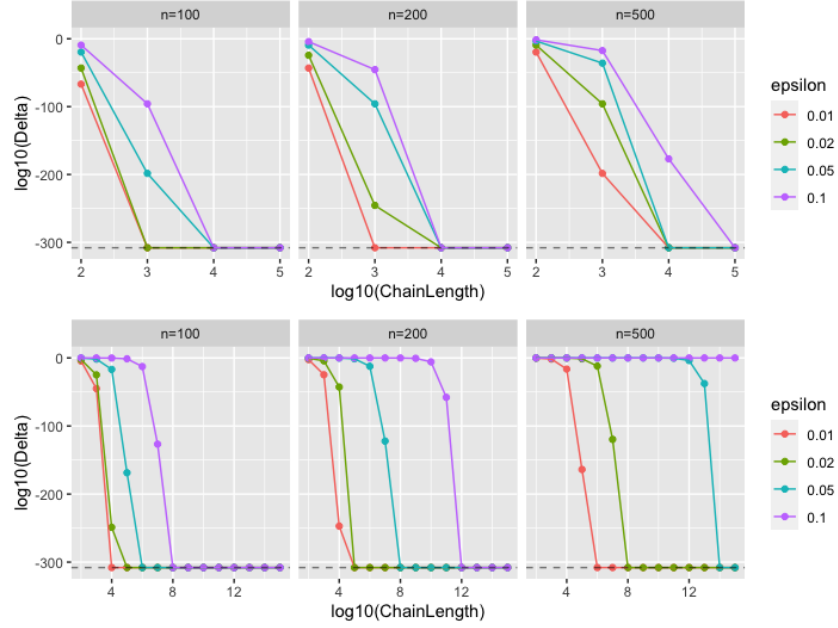 n=100 n=200 n=500
0
-100
-200
-300
log10(Delta)
2 3 4 5 2 3 4 5 2 3 4 5
log10(ChainLength)
epsilon
0.01
0.02
0.05
0.1
n=100 n=200 n=500
0
-100
-200
-300
log10(Delta)
4 8 12 4 8 12 4 8 12
log10(ChainLength)
epsilon
0.01
0.02
0.05
0.1